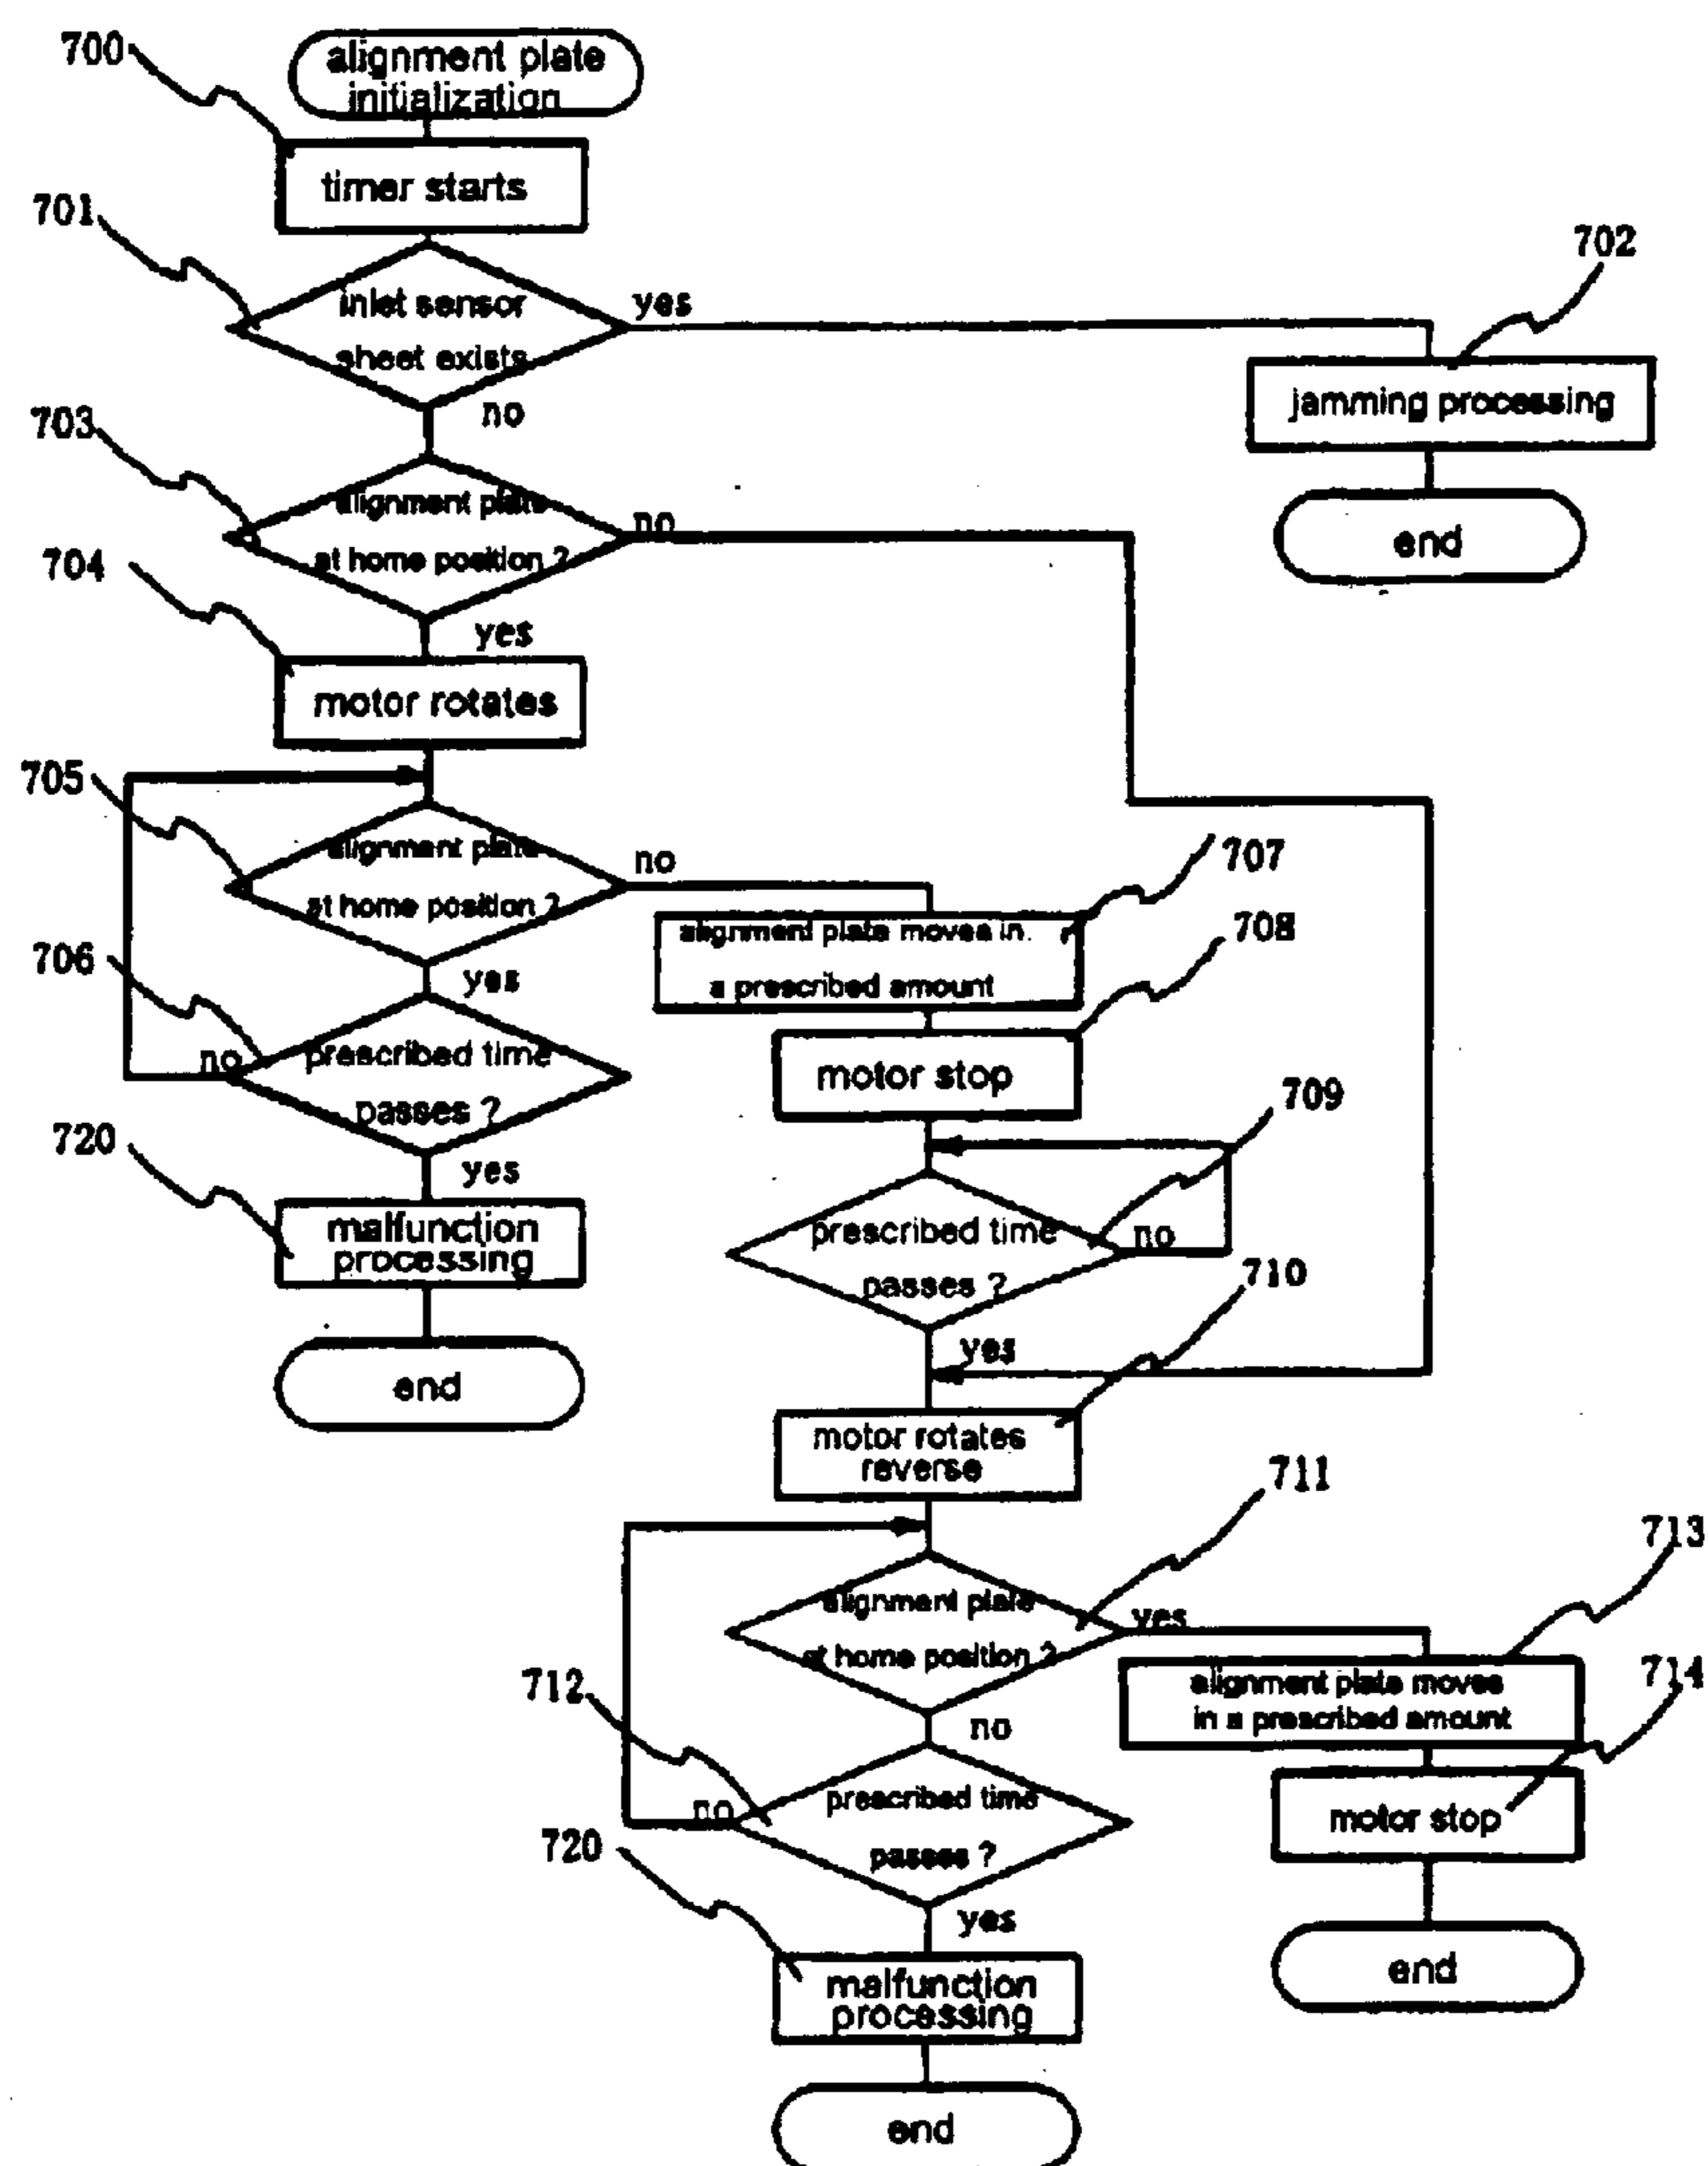 700
alignment plate
initialization
timer starts
701
inlet sensor
sheet exists
yes
no
702
jamming processing
end
703
alignment plate
at home position ?
no
yes
704
motor rotates
705
alignment plate
at home position ?
no
yes
706
prescribed time
passes ?
no
yes
720
malfunction
processing
end
707
alignment plate moves in
a prescribed amount
708
motor stop
709
prescribed time
passes ?
no
yes
710
motor rotates
reverse
711
alignment plate
at home position ?
yes
no
713
alignment plate moves
in a prescribed amount
714
motor stop
end
712
prescribed time
passes ?
no
yes
720
malfunction
processing
end